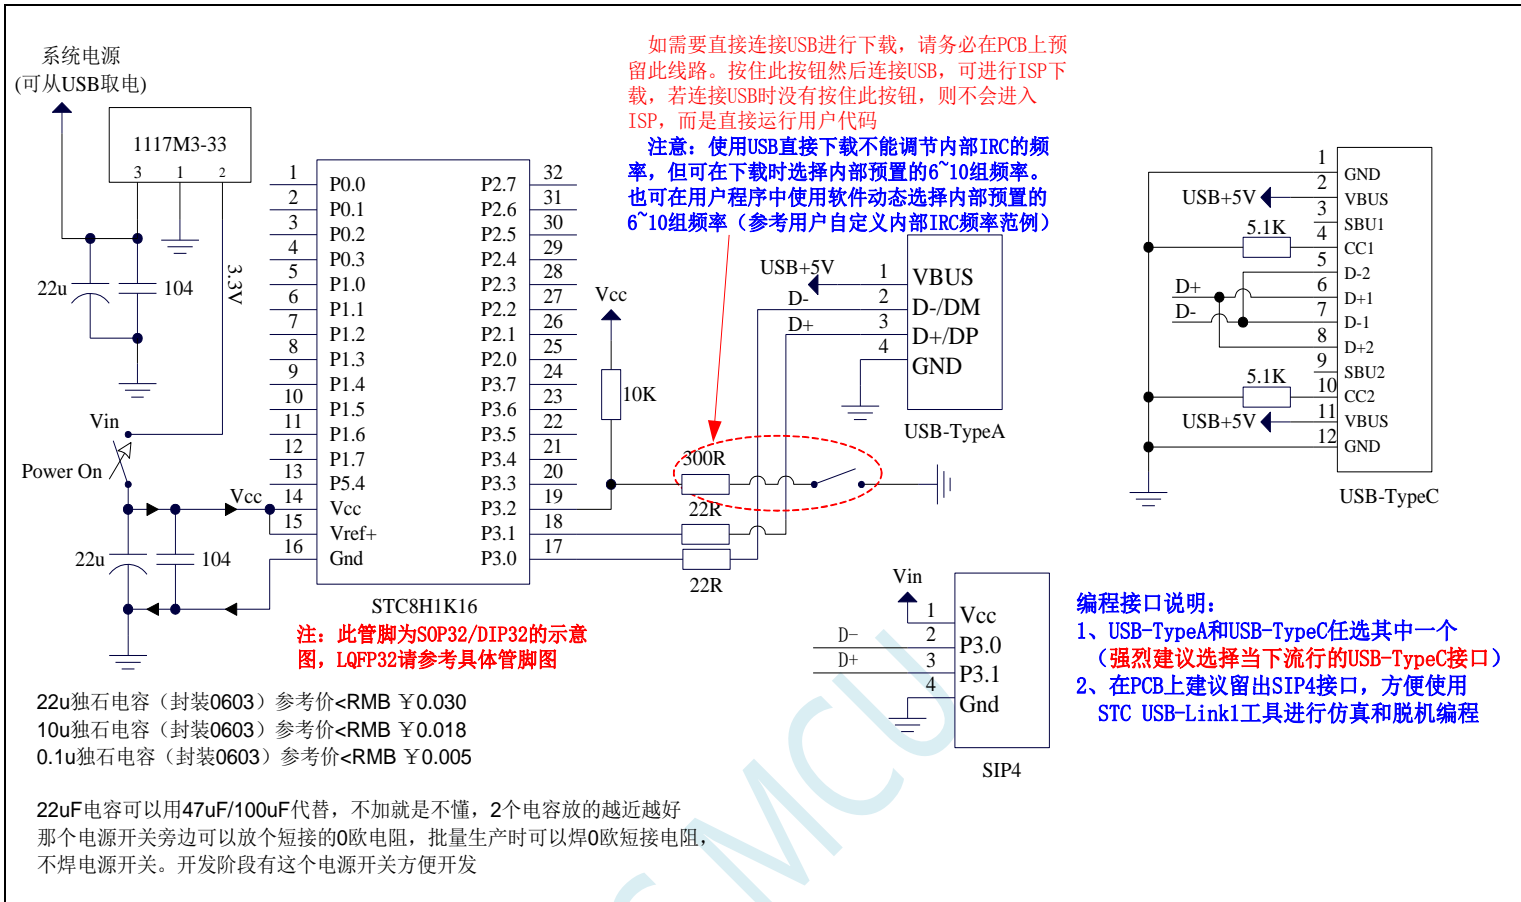 系统电源
(可从USB取电)
1117M3-33
3 1 2
22u
104
3.3V
Vin
Power On
Vcc
22u
104
1 P0.0
2 P0.1
3 P0.2
4 P0.3
5 P1.0
6 P1.1
7 P1.2
8 P1.3
9 P1.4
10 P1.5
11 P1.6
12 P1.7
13 P5.4
14 Vcc
15 Vref+
16 Gnd
P2.7 32
P2.6 31
P2.5 30
P2.4 29
P2.3 28
P2.2 27
P2.1 26
P2.0 25
P3.7 24
P3.6 23
P3.5 22
P3.4 21
P3.3 20
P3.2 19
P3.1 18
P3.0 17
STC8H1K16
注：此管脚为SOP32/DIP32的示意
图，LQFP32请参考具体管脚图
如需要直接连接USB进行下载，请务必在PCB上预
留此线路。按住此按钮然后连接USB，可进行ISP下
载，若连接USB时没有按住此按钮，则不会进入
ISP，而是直接运行用户代码
注意：使用USB直接下载不能调节内部IRC的频
率，但可在下载时选择内部预置的6~10组频率。
也可在用户程序中使用软件动态选择内部预置的
6~10组频率（参考用户自定义内部IRC频率范例）
Vcc
10K
300R
22R
22R
USB+5V
D-
D+
1 VBUS
2 D-/DM
3 D+/DP
4 GND
USB-TypeA
Vin
D-
D+
1 Vcc
2 P3.0
3 P3.1
4 Gnd
SIP4
USB+5V
5.1K
D+
D-
5.1K
USB+5V
1 GND
2 VBUS
3 SBU1
4 CC1
5 D-2
6 D+1
7 D-1
8 D+2
9 SBU2
10 CC2
11 VBUS
12 GND
USB-TypeC
编程接口说明：
1、USB-TypeA和USB-TypeC任选其中一个
（强烈建议选择当下流行的USB-TypeC接口）
2、在PCB上建议留出SIP4接口，方便使用
STC USB-Link1工具进行仿真和脱机编程
22u独石电容（封装0603）参考价<RMB ￥0.030
10u独石电容（封装0603）参考价<RMB ￥0.018
0.1u独石电容（封装0603）参考价<RMB ￥0.005
22uF电容可以用47uF/100uF代替，不加就是不懂，2个电容放的越近越好
那个电源开关旁边可以放个短接的0欧电阻，批量生产时可以焊0欧短接电阻，
不焊电源开关。开发阶段有这个电源开关方便开发
MCU